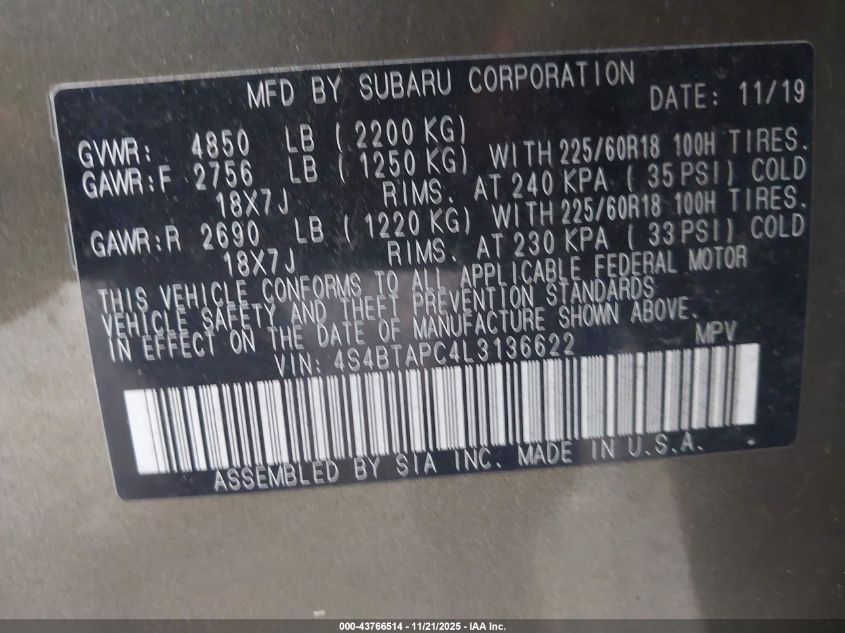 MFD BY SUBARU CORPORATION DATE: 11/19
GVWR: 4850 LB ( 2200 KG)
GAWR:F 2756 LB ( 1250 KG) WITH 225/60R18 100H TIRES.
18X7J RIMS. AT 240 KPA ( 35 PSI) COLD
GAWR:R 2690 LB ( 1220 KG) WITH 225/60R18 100H TIRES.
18X7J RIMS. AT 230 KPA ( 33 PSI) COLD
THIS VEHICLE CONFORMS TO ALL APPLICABLE FEDERAL MOTOR
VEHICLE SAFETY AND THEFT PREVENTION STANDARDS
IN EFFECT ON THE DATE OF MANUFACTURE SHOWN ABOVE.
VIN: 4S4BTAPC4L3136622 MPV
ASSEMBLED BY SIA INC. MADE IN U.S.A.
000-43766514 - 11/21/2025 - IAA Inc.